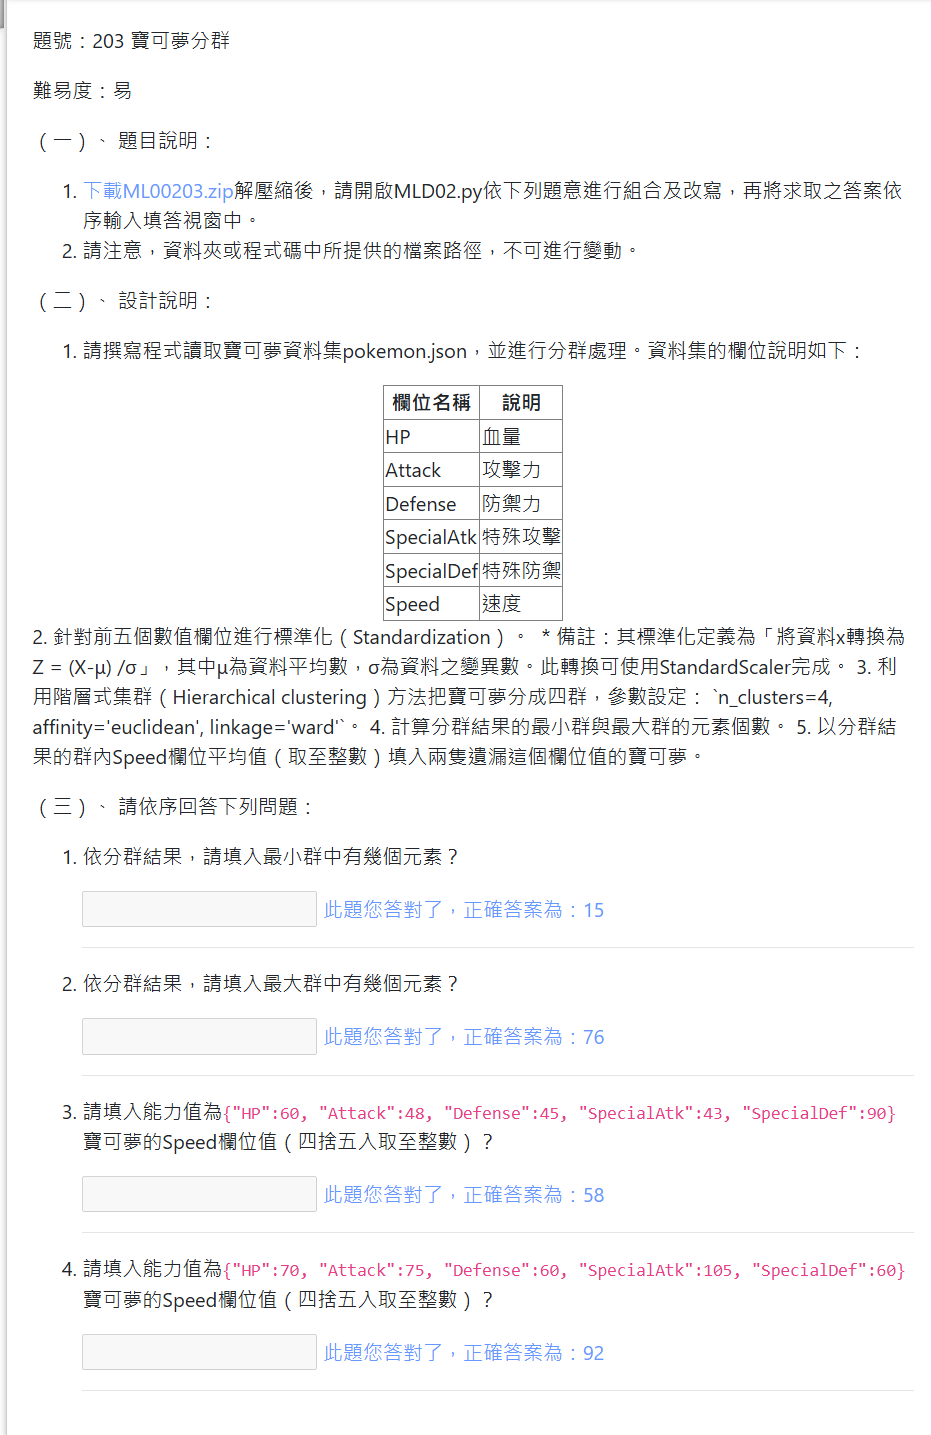 題號：203 寶可夢分群
難易度：易
（一）、 題目說明：
1. 下載ML00203.zip解壓縮後，請開啟MLD02.py依下列題意進行組合及改寫，再將求取之答案依
序輸入填答視窗中。
2. 請注意，資料夾或程式碼中所提供的檔案路徑，不可進行變動。
（二）、 設計說明：
1. 請撰寫程式讀取寶可夢資料集pokemon.json，並進行分群處理。資料集的欄位說明如下：
欄位名稱 說明
HP 血量
Attack 攻擊力
Defense 防禦力
SpecialAtk 特殊攻擊
SpecialDef 特殊防禦
Speed 速度
2. 針對前五個數值欄位進行標準化（Standardization）。 * 備註：其標準化定義為「將資料x轉換為
Z = (X-μ) /σ」，其中μ為資料平均數，σ為資料之變異數。此轉換可使用StandardScaler完成。 3. 利
用階層式集群（Hierarchical clustering）方法把寶可夢分成四群，參數設定： `n_clusters=4,
affinity='euclidean', linkage='ward'`。 4. 計算分群結果的最小群與最大群的元素個數。 5. 以分群結
果的群內Speed欄位平均值（取至整數）填入兩隻遺漏這個欄位值的寶可夢。
（三）、 請依序回答下列問題：
1. 依分群結果，請填入最小群中有幾個元素？
此題您答對了，正確答案為：15
2. 依分群結果，請填入最大群中有幾個元素？
此題您答對了，正確答案為：76
3. 請填入能力值為{"HP":60, "Attack":48, "Defense":45, "SpecialAtk":43, "SpecialDef":90}
寶可夢的Speed欄位值（四捨五入取至整數）？
此題您答對了，正確答案為：58
4. 請填入能力值為{"HP":70, "Attack":75, "Defense":60, "SpecialAtk":105, "SpecialDef":60}
寶可夢的Speed欄位值（四捨五入取至整數）？
此題您答對了，正確答案為：92